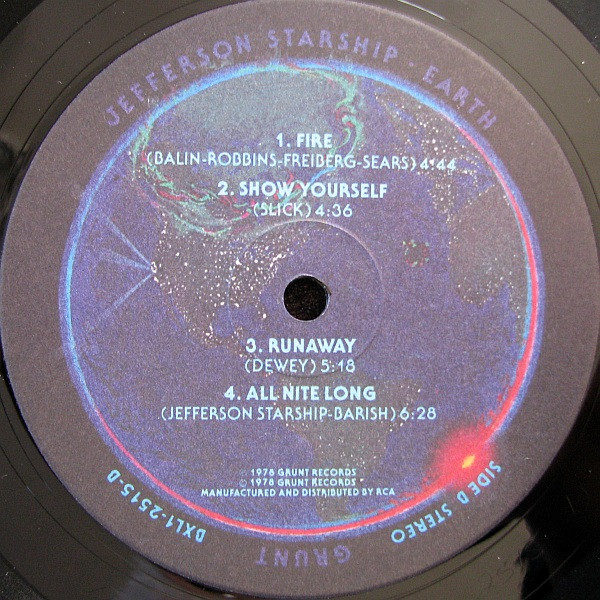 JEFFERSON STARSHIP · EARTH
1. FIRE
(BALIN-ROBBINS-FREIBERG-SEARS) 4:44
2. SHOW YOURSELF
(SLICK) 4:36
3. RUNAWAY
(DEWEY) 5:18
4. ALL NITE LONG
(JEFFERSON STARSHIP-BARISH) 6:28
℗ 1978 GRUNT RECORDS
© 1978 GRUNT RECORDS
MANUFACTURED AND DISTRIBUTED BY RCA
DXL1-2515-D
SIDE D STEREO
GRUNT